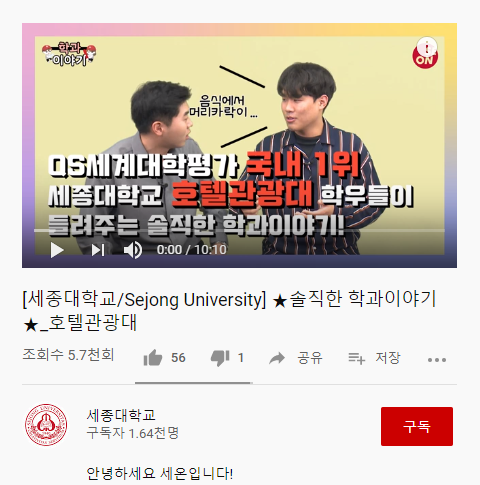 학과
이야기
ON
음식에서
머리카락이...
QS세계대학평가 국내 1위
세종대학교 호텔관광대 학우들이
들려주는 솔직한 학과이야기!
0:00 / 10:10
[세종대학교/Sejong University] ★솔직한 학과이야기
★_호텔관광대
조회수 5.7천회 56 1 공유 저장
세종대학교
구독자 1.64천명
구독
안녕하세요 세온입니다!